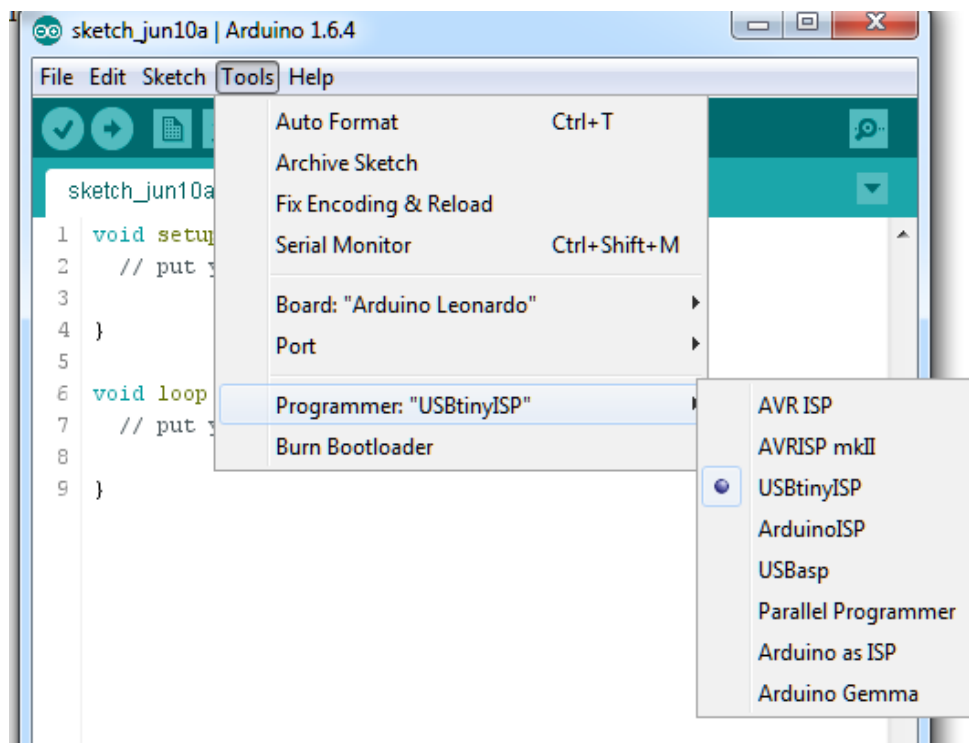 sketch_jun10a | Arduino 1.6.4
File Edit Sketch Tools Help
Auto Format Ctrl+T
Archive Sketch
Fix Encoding & Reload
Serial Monitor Ctrl+Shift+M
Board: "Arduino Leonardo"
Port
Programmer: "USBtinyISP"
Burn Bootloader
AVR ISP
AVRISP mkII
USBtinyISP
ArduinoISP
USBasp
Parallel Programmer
Arduino as ISP
Arduino Gemma
sketch_jun10a
1 void setup
2 // put
3
4 }
5
6 void loop
7 // put
8
9 }